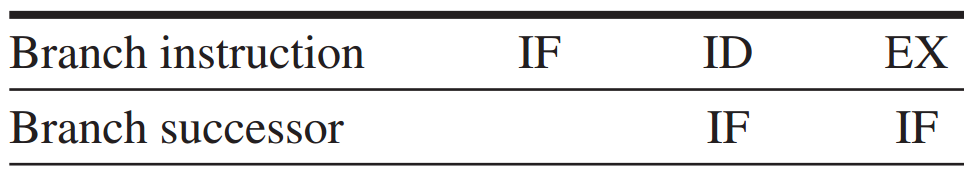 Branch instruction IF ID EX
Branch successor IF IF